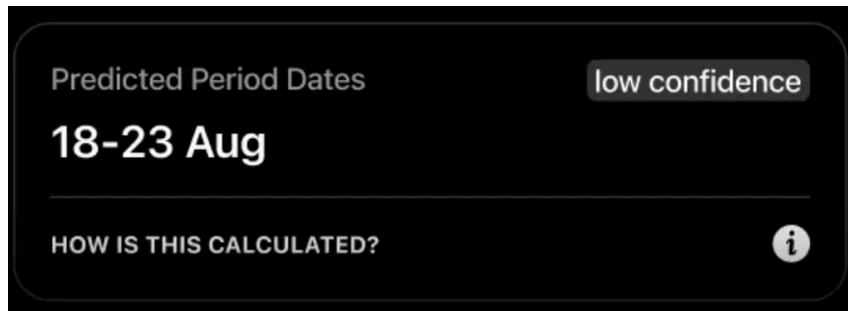 Predicted Period Dates
low confidence
18-23 Aug
HOW IS THIS CALCULATED?
i